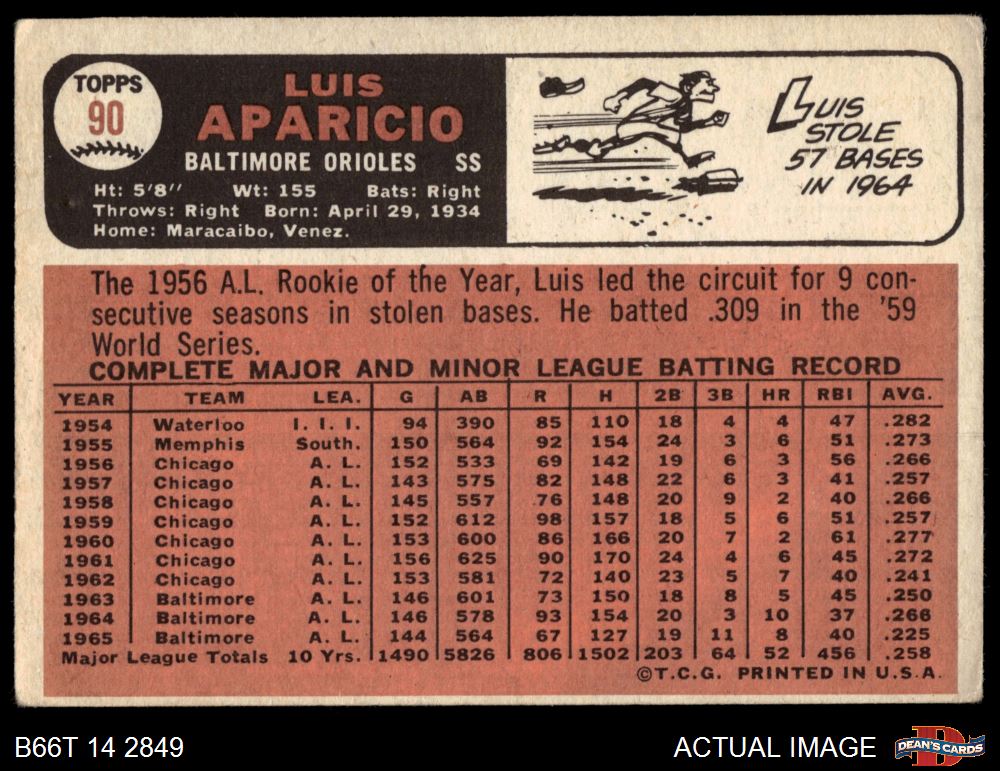 TOPPS
90
LUIS
APARICIO
BALTIMORE ORIOLES SS
Ht: 5'8" Wt: 155 Bats: Right
Throws: Right Born: April 29, 1934
Home: Maracaibo, Venez.
LUIS
STOLE
57 BASES
IN 1964
The 1956 A.L. Rookie of the Year, Luis led the circuit for 9 con-
secutive seasons in stolen bases. He batted .309 in the '59
World Series.
COMPLETE MAJOR AND MINOR LEAGUE BATTING RECORD
YEAR TEAM LEA. G AB R H 2B 3B HR RBI AVG.
1954 Waterloo I. I. I. 94 390 85 110 18 4 4 47 .282
1955 Memphis South. 150 564 92 154 24 3 6 51 .273
1956 Chicago A. L. 152 533 69 142 19 6 3 56 .266
1957 Chicago A. L. 143 575 82 148 22 6 3 41 .257
1958 Chicago A. L. 145 557 76 148 20 9 2 40 .266
1959 Chicago A. L. 152 612 98 157 18 5 6 51 .257
1960 Chicago A. L. 153 600 86 166 20 7 2 61 .277
1961 Chicago A. L. 156 625 90 170 24 4 6 45 .272
1962 Chicago A. L. 153 581 72 140 23 5 7 40 .241
1963 Baltimore A. L. 146 601 73 150 18 8 5 45 .250
1964 Baltimore A. L. 146 578 93 154 20 3 10 37 .266
1965 Baltimore A. L. 144 564 67 127 19 11 8 40 .225
Major League Totals 10 Yrs. 1490 5826 806 1502 203 64 52 456 .258
©T.C.G. PRINTED IN U.S.A.
B66T 14 2849
ACTUAL IMAGE
DEAN'S CARDS